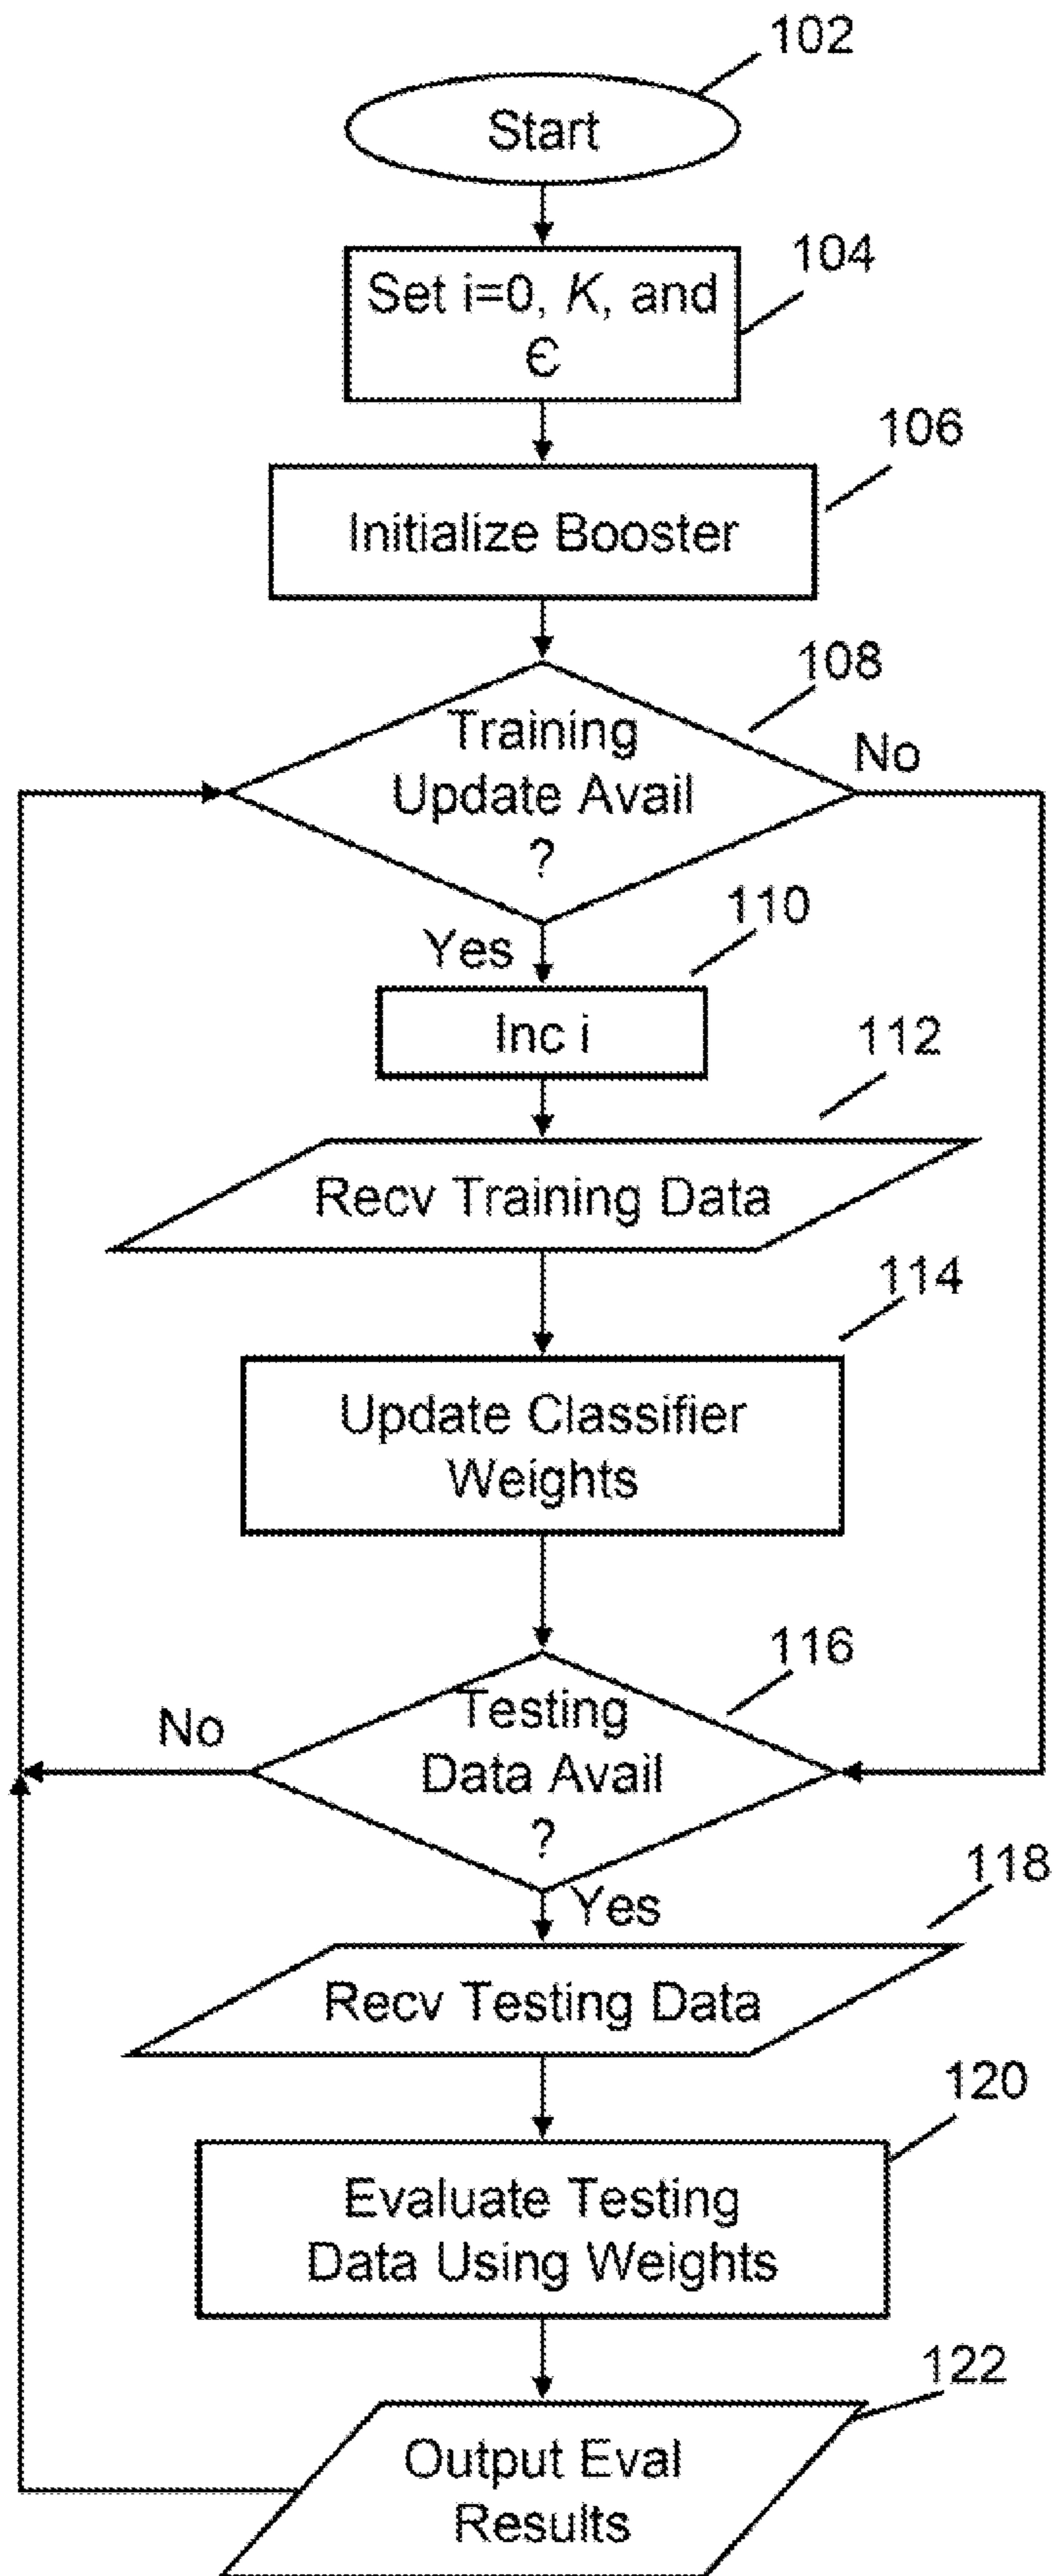 102
Start
104
Set i=0, K, and
Є
106
Initialize Booster
108
Training
Update Avail
?
No
Yes
110
Inc i
112
Recv Training Data
114
Update Classifier
Weights
116
Testing
Data Avail
?
No
Yes
118
Recv Testing Data
120
Evaluate Testing
Data Using Weights
122
Output Eval
Results